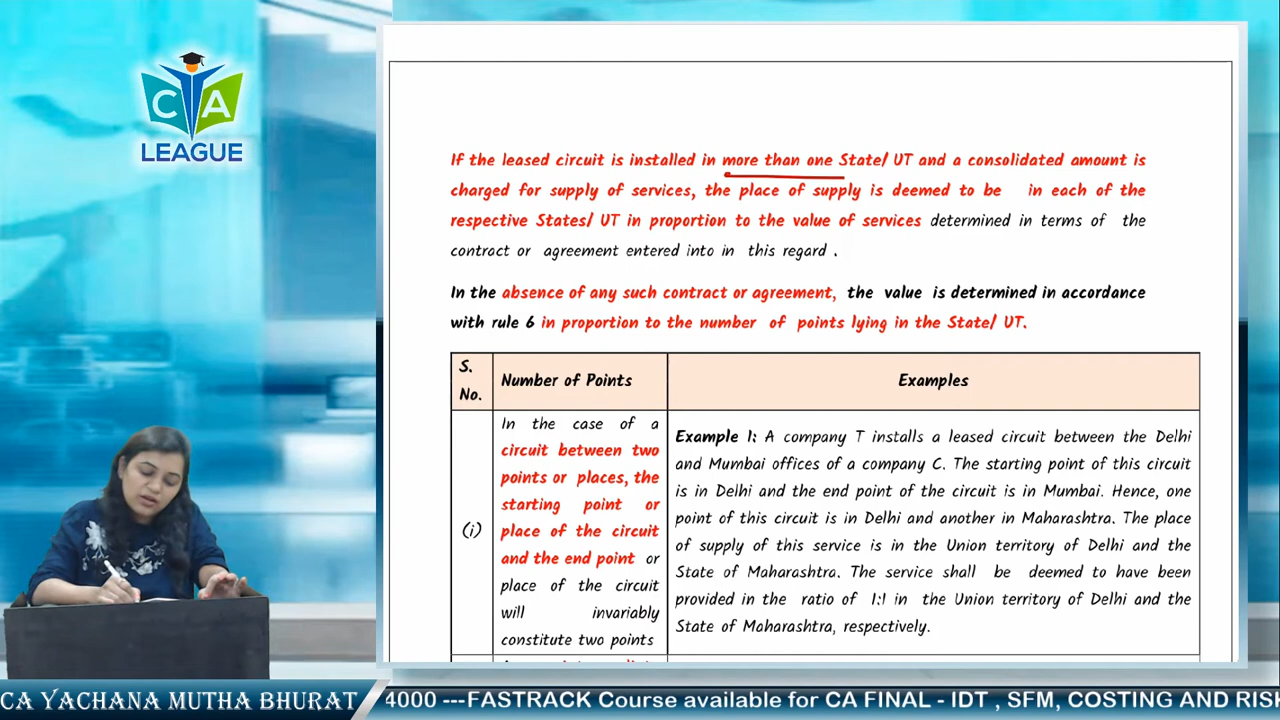 CA
LEAGUE
If the leased circuit is installed in more than one State/ UT and a consolidated amount is
charged for supply of services, the place of supply is deemed to be in each of the
respective States/ UT in proportion to the value of services determined in terms of the
contract or agreement entered into in this regard .
In the absence of any such contract or agreement, the value is determined in accordance
with rule 6 in proportion to the number of points lying in the State/ UT.
S.
No.
Number of Points
Examples
(i)
In the case of a
circuit between two
points or places, the
starting point or
place of the circuit
and the end point or
place of the circuit
will invariably
constitute two points
Example 1: A company T installs a leased circuit between the Delhi
and Mumbai offices of a company C. The starting point of this circuit
is in Delhi and the end point of the circuit is in Mumbai. Hence, one
point of this circuit is in Delhi and another in Maharashtra. The place
of supply of this service is in the Union territory of Delhi and the
State of Maharashtra. The service shall be deemed to have been
provided in the ratio of 1:1 in the Union territory of Delhi and the
State of Maharashtra, respectively.
CA YACHANA MUTHA BHURAT
4000 ---FASTRACK Course available for CA FINAL - IDT , SFM, COSTING AND RIS